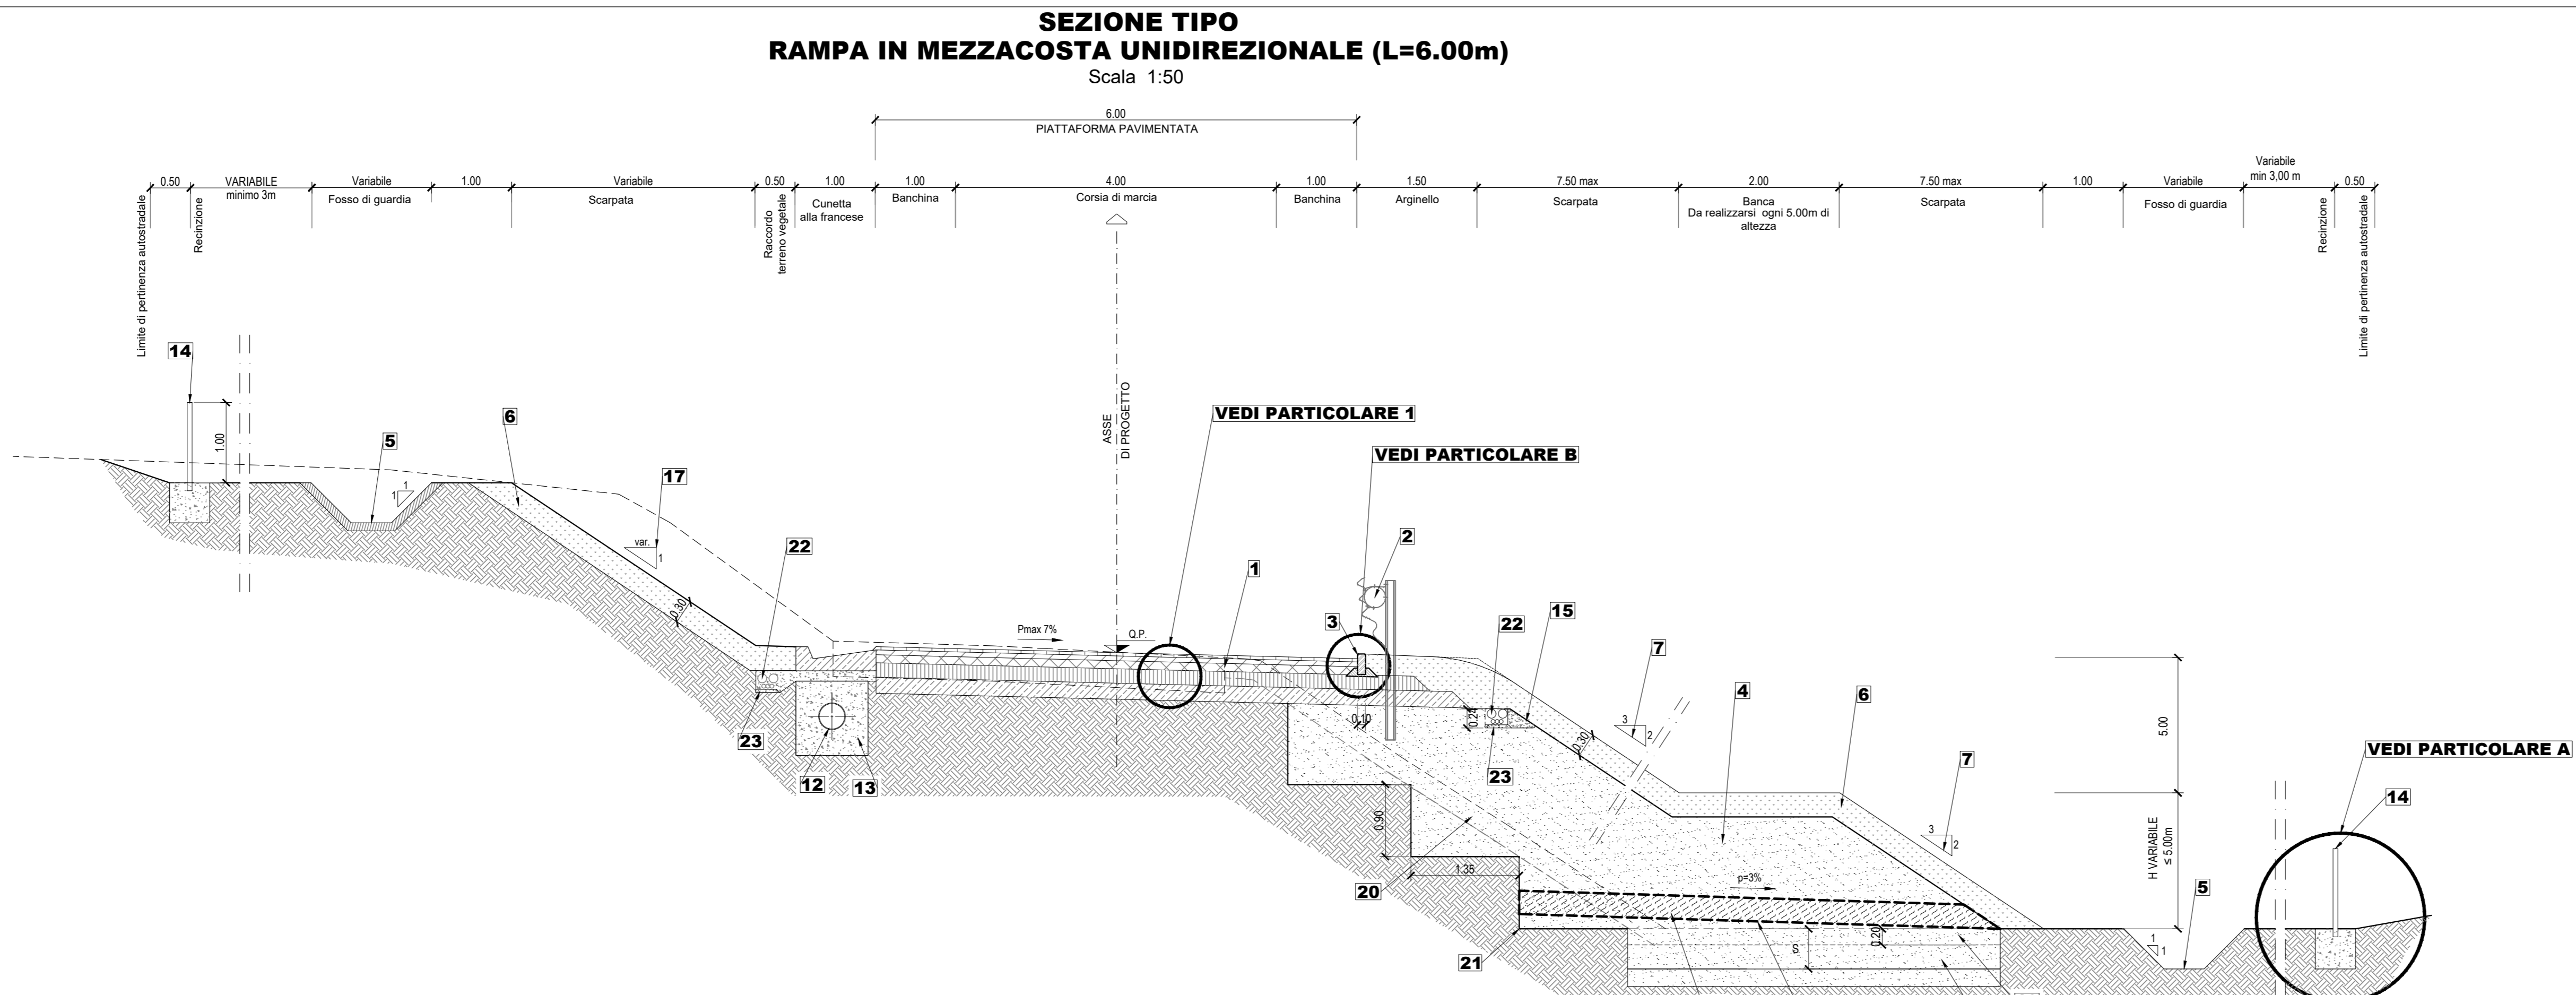 SEZIONE TIPO
RAMPA IN MEZZACOSTA UNIDIREZIONALE (L=6.00m)
Scala 1:50
6.00
PIATTAFORMA PAVIMENTATA
0.50
VARIABILE
minimo 3m
Variabile
Fosso di guardia
1.00
Variabile
Scarpata
0.50
1.00
Cunetta
alla francese
1.00
Banchina
4.00
Corsia di marcia
1.00
Banchina
1.50
Arginello
7.50 max
Scarpata
2.00
Banca
Da realizzarsi ogni 5.00m di
altezza
7.50 max
Scarpata
1.00
Variabile
Fosso di guardia
Variabile
min 3,00 m
0.50
Limite di pertinenza autostradale
Recinzione
Raccordo
terreno vegetale
Recinzione
Limite di pertinenza autostradale
14
1.00
5
1
1
6
17
var.
1
0.30
22
23
12
13
Pmax 7%
ASSE
DI PROGETTO
Q.P.
VEDI PARTICOLARE 1
1
VEDI PARTICOLARE B
2
3
22
15
0.10
0.24
23
0.30
7
3
2
4
6
7
3
2
0.90
1.35
20
21
p=3%
S
0.20
5.00
H VARIABILE
≤ 5.00m
5
1
1
VEDI PARTICOLARE A
14